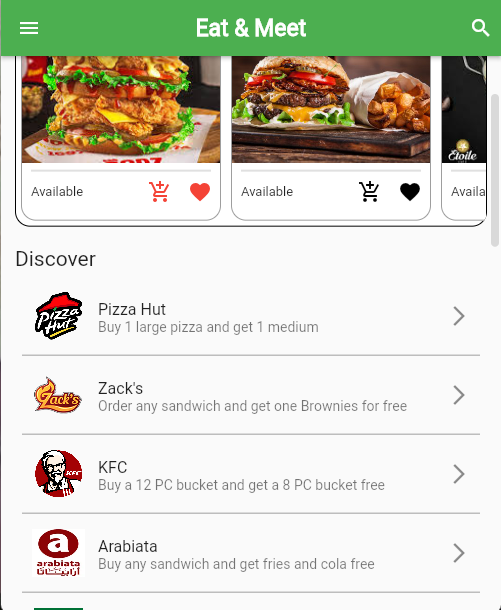 Eat & Meet
Étoile
Available
Available
Availa
Discover
Pizza Hut
Pizza Hut
Buy 1 large pizza and get 1 medium
Zack's
Zack's
Order any sandwich and get one Brownies for free
KFC
KFC
Buy a 12 PC bucket and get a 8 PC bucket free
a
arabiata
أرابياتا
Arabiata
Buy any sandwich and get fries and cola free